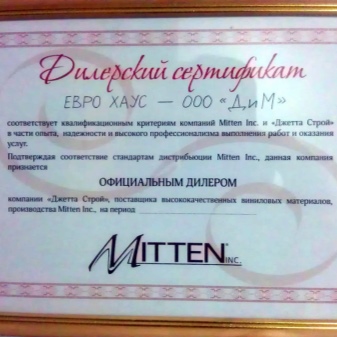 Дилерский сертификат
ЕВРО ХАУС — ООО «Д,и М»
соответствует квалификационным критериям компаний Mitten Inc. и «Джетта Строй»
в части опыта, надежности и высокого профессионализма выполнения работ и оказания
услуг.
Подтверждая соответствие стандартам дистрибьюции Mitten Inc., данная компания
признается
ОФИЦИАЛЬНЫМ ДИЛЕРОМ
компании «Джетта Строй», поставщика высококачественных виниловых материалов,
производства Mitten Inc., на период
MITTEN INC.